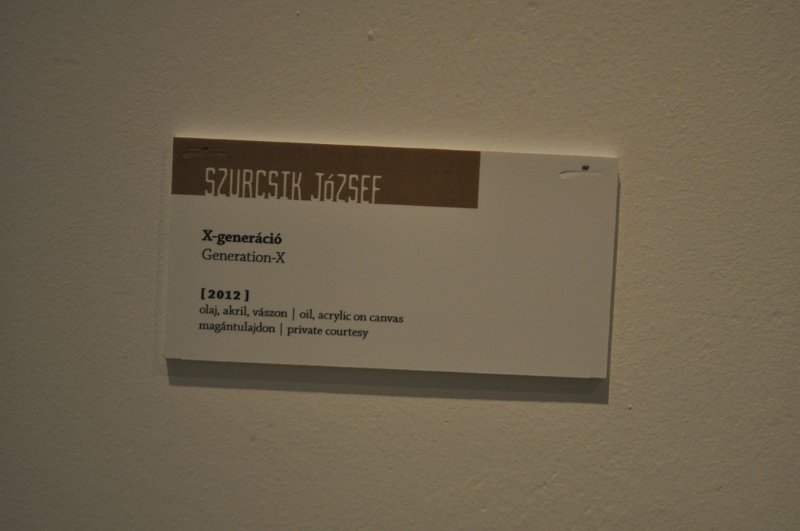 SZURCSIK JóZSEF
X-generáció
Generation-X
[ 2012 ]
olaj, akril, vászon | oil, acrylic on canvas
magántulajdon | private courtesy